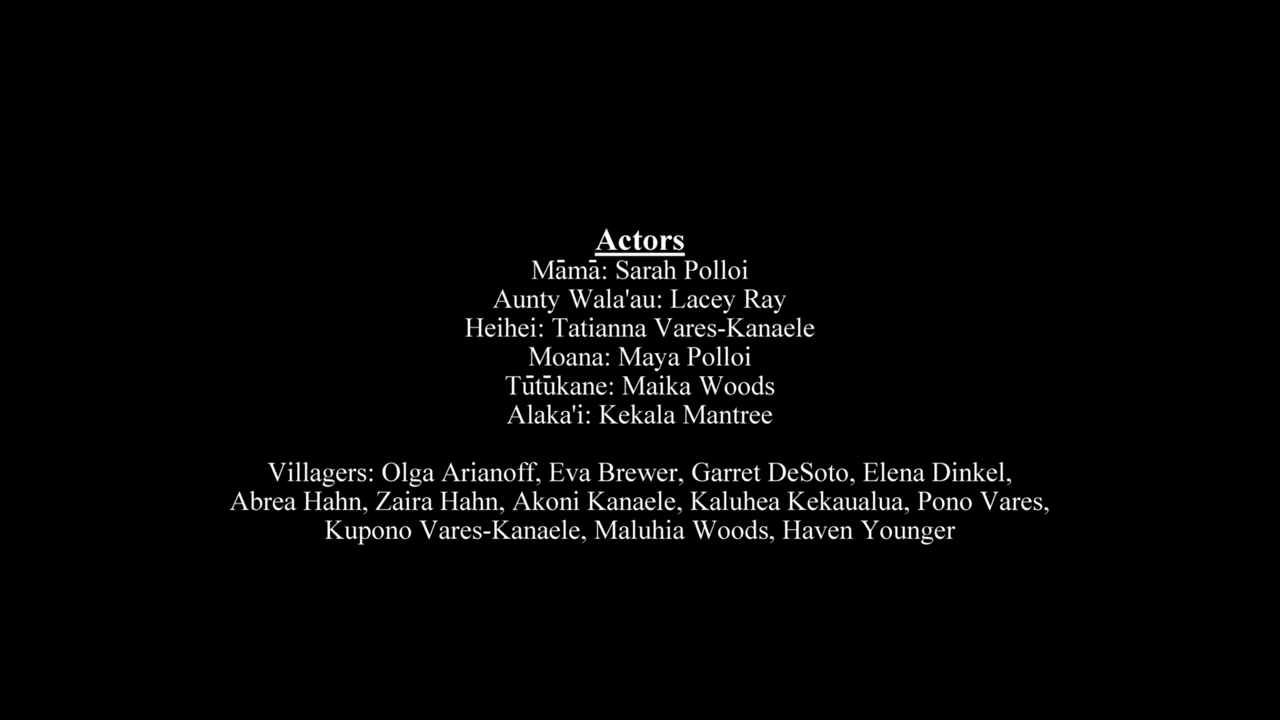 Actors
Māmā: Sarah Polloi
Aunty Wala'au: Lacey Ray
Heihei: Tatianna Vares-Kanaele
Moana: Maya Polloi
Tūtūkane: Maika Woods
Alaka'i: Kekala Mantree
Villagers: Olga Arianoff, Eva Brewer, Garret DeSoto, Elena Dinkel,
Abrea Hahn, Zaira Hahn, Akoni Kanaele, Kaluhea Kekaualua, Pono Vares,
Kupono Vares-Kanaele, Maluhia Woods, Haven Younger